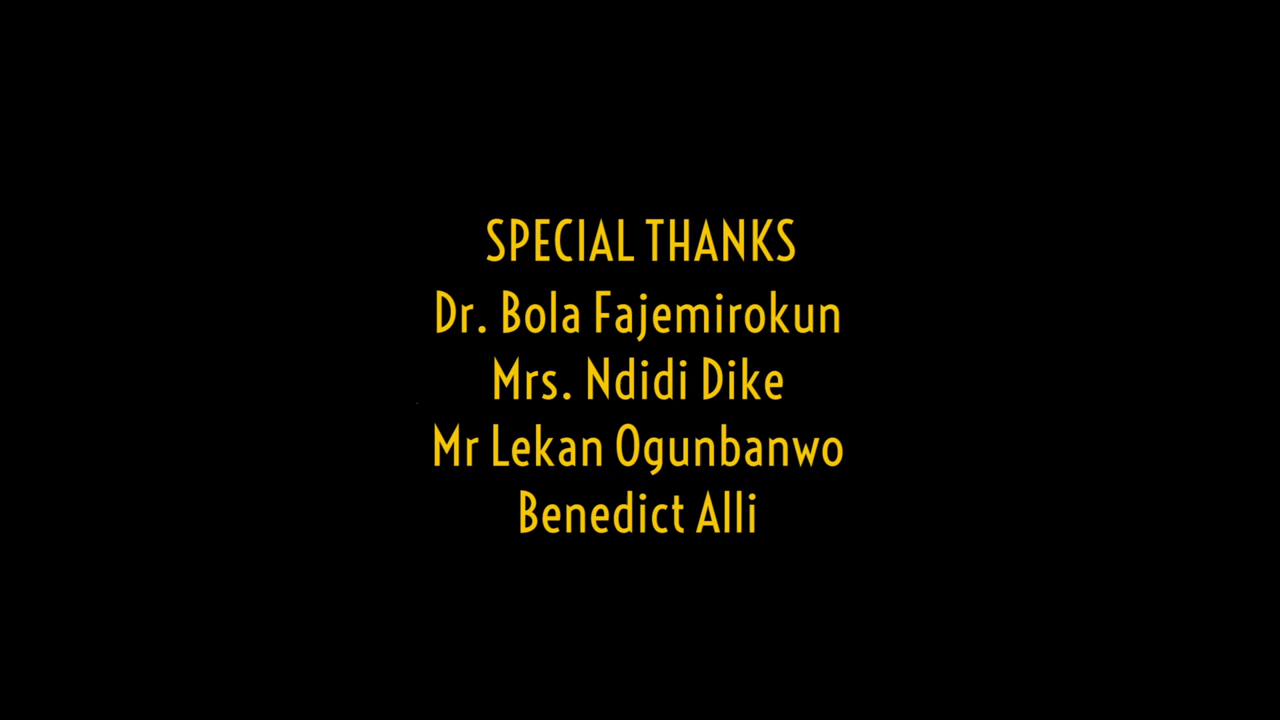 SPECIAL THANKS
Dr. Bola Fajemirokun
Mrs. Ndidi Dike
Mr Lekan Ogunbanwo
Benedict Alli